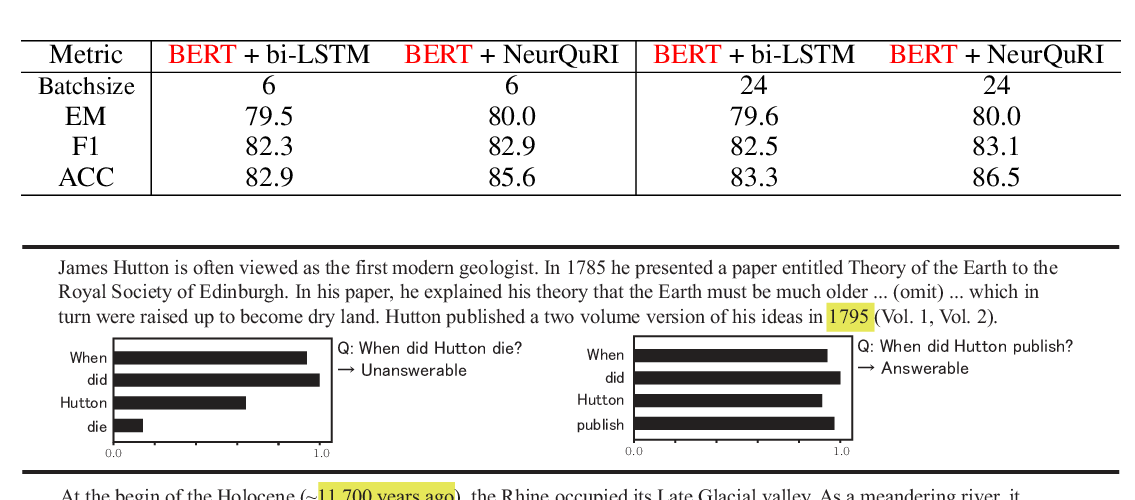 Metric BERT + bi-LSTM BERT + NeurQuRI BERT + bi-LSTM BERT + NeurQuRI
Batchsize 6 6 24 24
EM 79.5 80.0 79.6 80.0
F1 82.3 82.9 82.5 83.1
ACC 82.9 85.6 83.3 86.5
James Hutton is often viewed as the first modern geologist. In 1785 he presented a paper entitled Theory of the Earth to the
Royal Society of Edinburgh. In his paper, he explained his theory that the Earth must be much older ... (omit) ... which in
turn were raised up to become dry land. Hutton published a two volume version of his ideas in 1795 (Vol. 1, Vol. 2).
When
did
Hutton
die
0.0 1.0
Q: When did Hutton die?
→ Unanswerable
When
did
Hutton
publish
0.0 1.0
Q: When did Hutton publish?
→ Answerable
At the begin of the Holocene (~11,700 years ago), the Rhine occupied its Late Glacial valley. As a meandering river, it